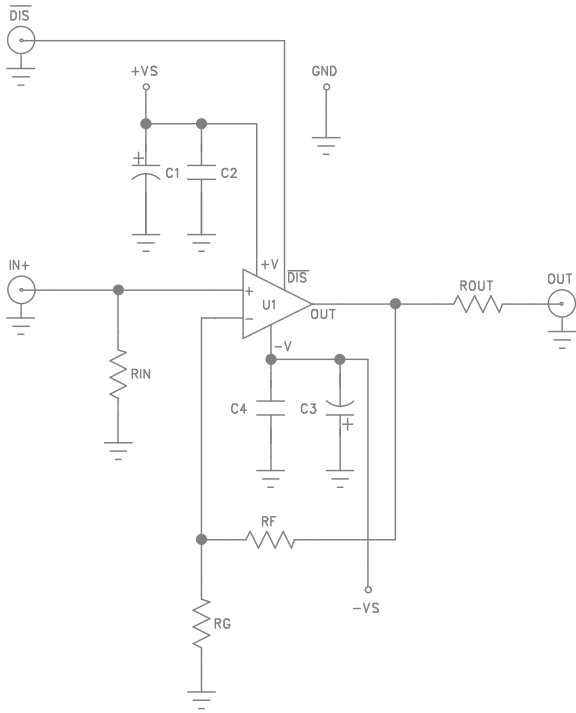 DIS
+VS
GND
+
C1
C2
IN+
+V
DIS
+
U1
−
OUT
ROUT
OUT
−V
RIN
C4
C3
+
RF
−VS
RG